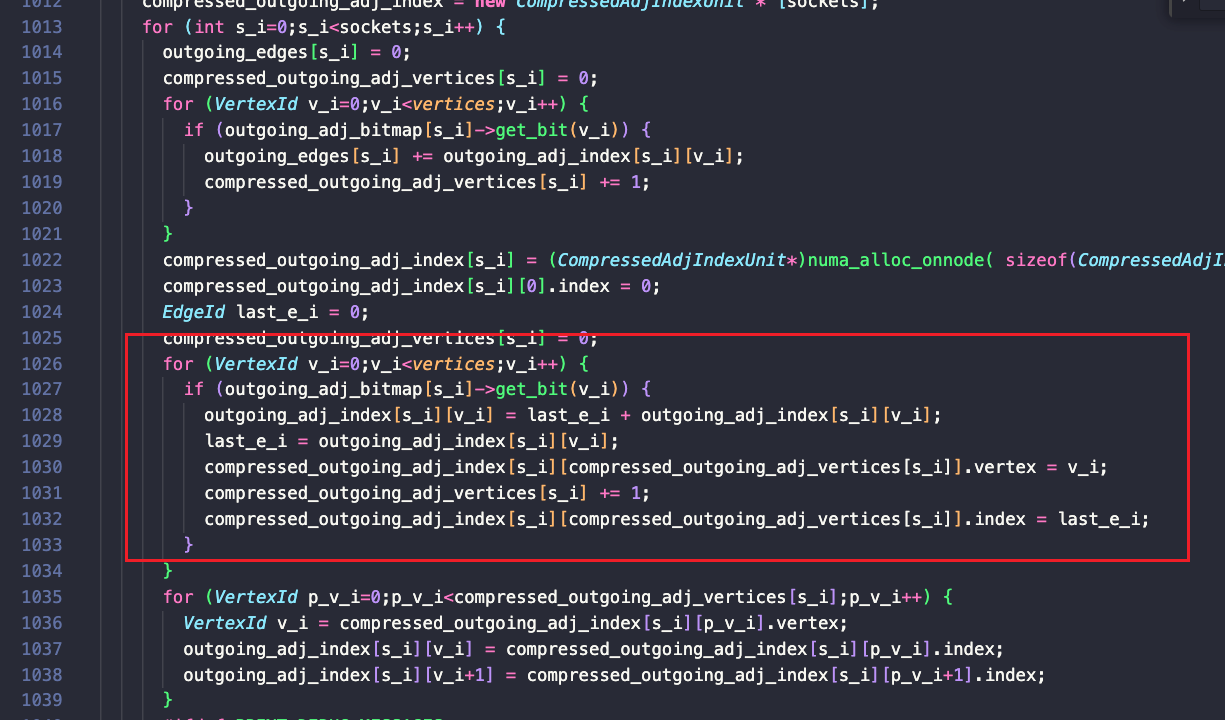 1012 compressed_outgoing_adj_index = new CompressedAdjIndexUnit * [sockets];
1013 for (int s_i=0;s_i<sockets;s_i++) {
1014 outgoing_edges[s_i] = 0;
1015 compressed_outgoing_adj_vertices[s_i] = 0;
1016 for (VertexId v_i=0;v_i<vertices;v_i++) {
1017 if (outgoing_adj_bitmap[s_i]->get_bit(v_i)) {
1018 outgoing_edges[s_i] += outgoing_adj_index[s_i][v_i];
1019 compressed_outgoing_adj_vertices[s_i] += 1;
1020 }
1021 }
1022 compressed_outgoing_adj_index[s_i] = (CompressedAdjIndexUnit*)numa_alloc_onnode( sizeof(CompressedAdjI
1023 compressed_outgoing_adj_index[s_i][0].index = 0;
1024 EdgeId last_e_i = 0;
1025 compressed_outgoing_adj_vertices[s_i] = 0;
1026 for (VertexId v_i=0;v_i<vertices;v_i++) {
1027 if (outgoing_adj_bitmap[s_i]->get_bit(v_i)) {
1028 outgoing_adj_index[s_i][v_i] = last_e_i + outgoing_adj_index[s_i][v_i];
1029 last_e_i = outgoing_adj_index[s_i][v_i];
1030 compressed_outgoing_adj_index[s_i][compressed_outgoing_adj_vertices[s_i]].vertex = v_i;
1031 compressed_outgoing_adj_vertices[s_i] += 1;
1032 compressed_outgoing_adj_index[s_i][compressed_outgoing_adj_vertices[s_i]].index = last_e_i;
1033 }
1034 }
1035 for (VertexId p_v_i=0;p_v_i<compressed_outgoing_adj_vertices[s_i];p_v_i++) {
1036 VertexId v_i = compressed_outgoing_adj_index[s_i][p_v_i].vertex;
1037 outgoing_adj_index[s_i][v_i] = compressed_outgoing_adj_index[s_i][p_v_i].index;
1038 outgoing_adj_index[s_i][v_i+1] = compressed_outgoing_adj_index[s_i][p_v_i+1].index;
1039 }